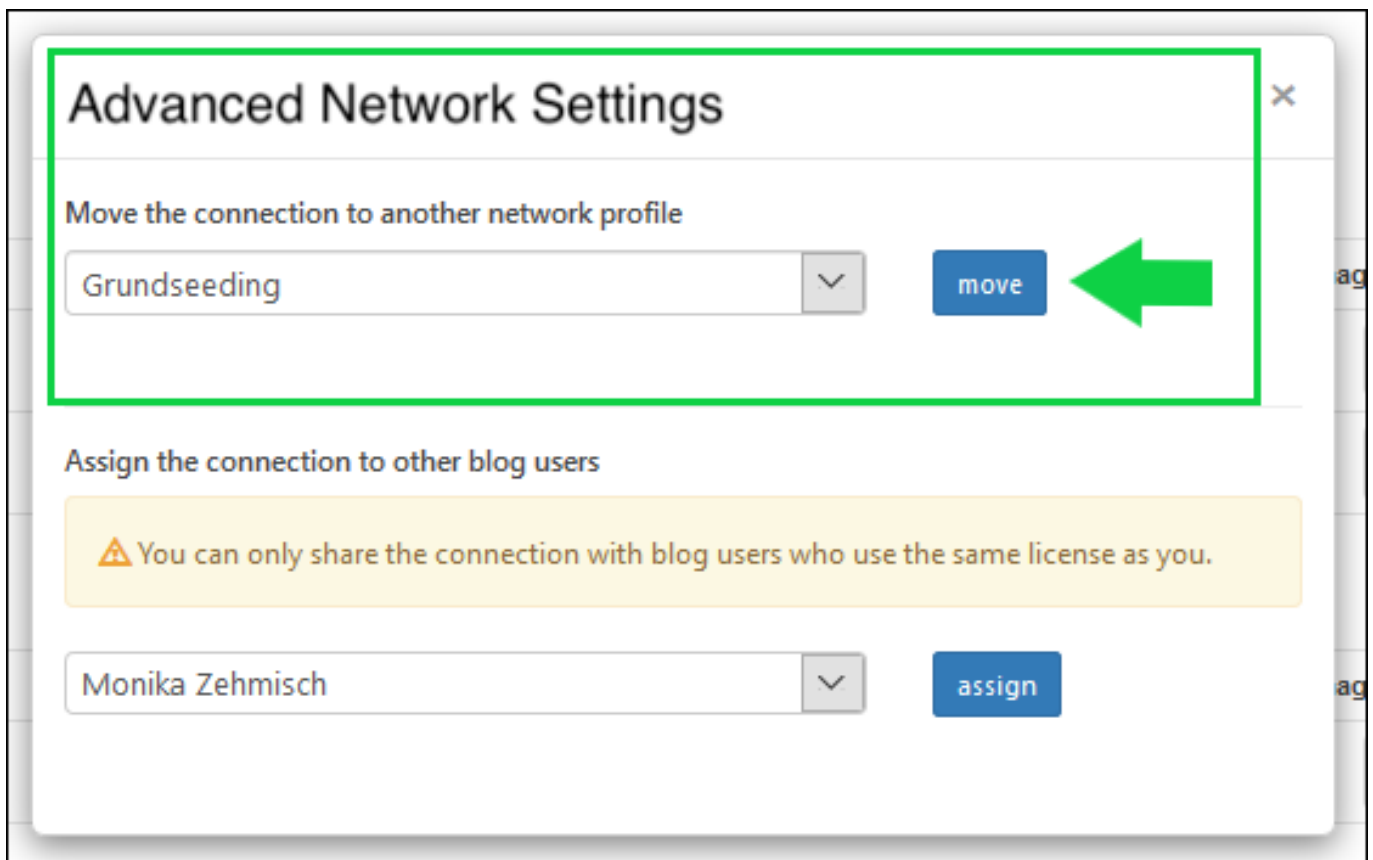 Advanced Network Settings
×
Move the connection to another network profile
Grundseeding
move
ag
Assign the connection to other blog users
You can only share the connection with blog users who use the same license as you.
Monika Zehmisch
assign
ag